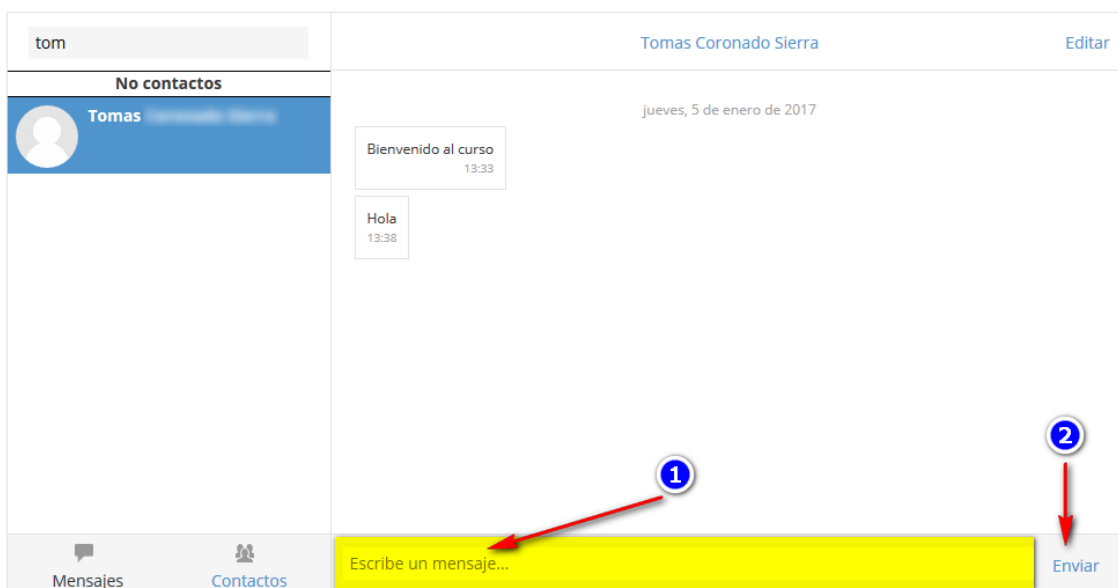 tom
No contactos
Tomas
Mensajes
Contactos
Tomas Coronado Sierra
Editar
jueves, 5 de enero de 2017
Bienvenido al curso
13:33
Hola
13:38
1
2
Escribe un mensaje...
Enviar